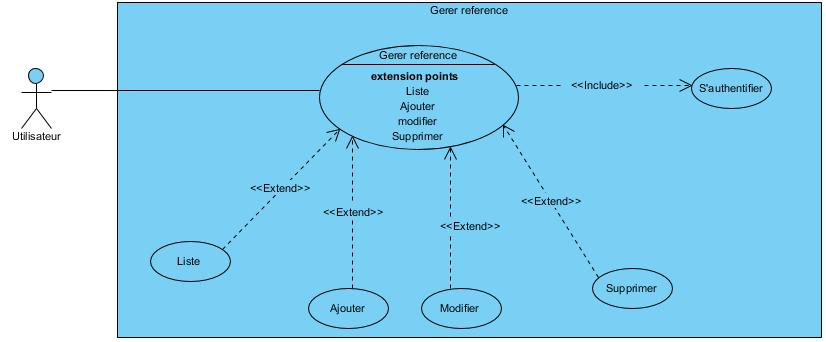 Gerer reference
Gerer reference
extension points
Liste
Ajouter
modifier
Supprimer
<<Include>>
S'authentifier
Utilisateur
<<Extend>>
<<Extend>>
<<Extend>>
<<Extend>>
Liste
Ajouter
Modifier
Supprimer